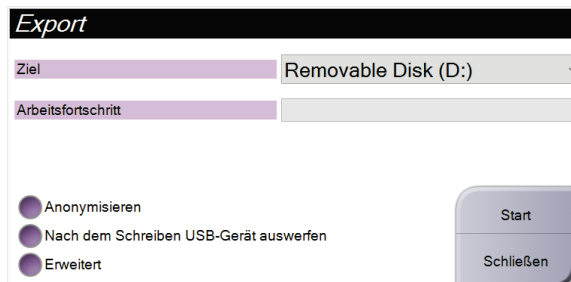 Export
Ziel
Removable Disk (D:)
Arbeitsfortschritt
Anonymisieren
Nach dem Schreiben USB-Gerät auswerfen
Erweitert
Start
Schließen